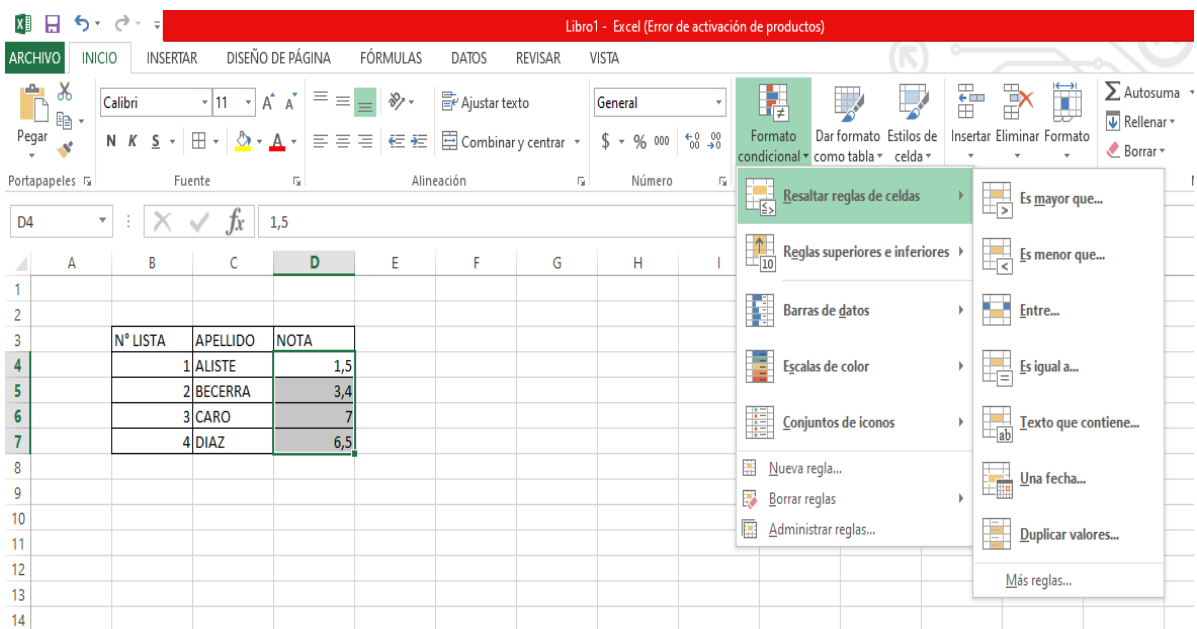 Libro1 - Excel (Error de activación de productos)
ARCHIVO INICIO INSERTAR DISEÑO DE PÁGINA FÓRMULAS DATOS REVISAR VISTA
Calibri 11 A A Ajustar texto General Autosuma
Pegar Rellenar
N K S A Combinar y centrar $ % 000 Formato condicional Dar formato como tabla Estilos de celda Insertar Eliminar Formato Borrar
Portapapeles Fuente Alineación Número
D4 fx 1,5
A B C D E F G H I
1
2
3 N° LISTA APELLIDO NOTA
4 1 ALISTE 1,5
5 2 BECERRA 3,4
6 3 CARO 7
7 4 DIAZ 6,5
8
9
10
11
12
13
14
Resaltar reglas de celdas
Reglas superiores e inferiores
Barras de datos
Escalas de color
Conjuntos de iconos
Nueva regla...
Borrar reglas
Administrar reglas...
Es mayor que...
Es menor que...
Entre...
Es igual a...
Texto que contiene...
Una fecha...
Duplicar valores...
Más reglas...